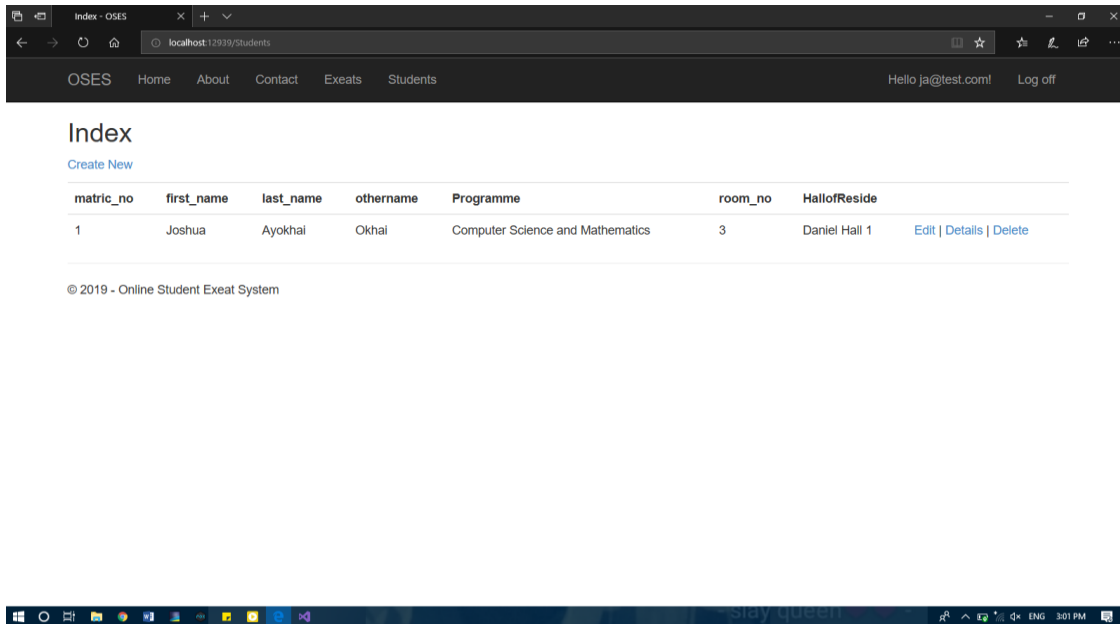 Index - OSES
localhost:12939/Students
OSES Home About Contact Exeats Students Hello ja@test.com! Log off
Index
Create New
matric_no first_name last_name othername Programme room_no HallofReside
1 Joshua Ayokhai Okhai Computer Science and Mathematics 3 Daniel Hall 1 Edit | Details | Delete
© 2019 - Online Student Exeat System
-slay queen
ENG 3:01 PM